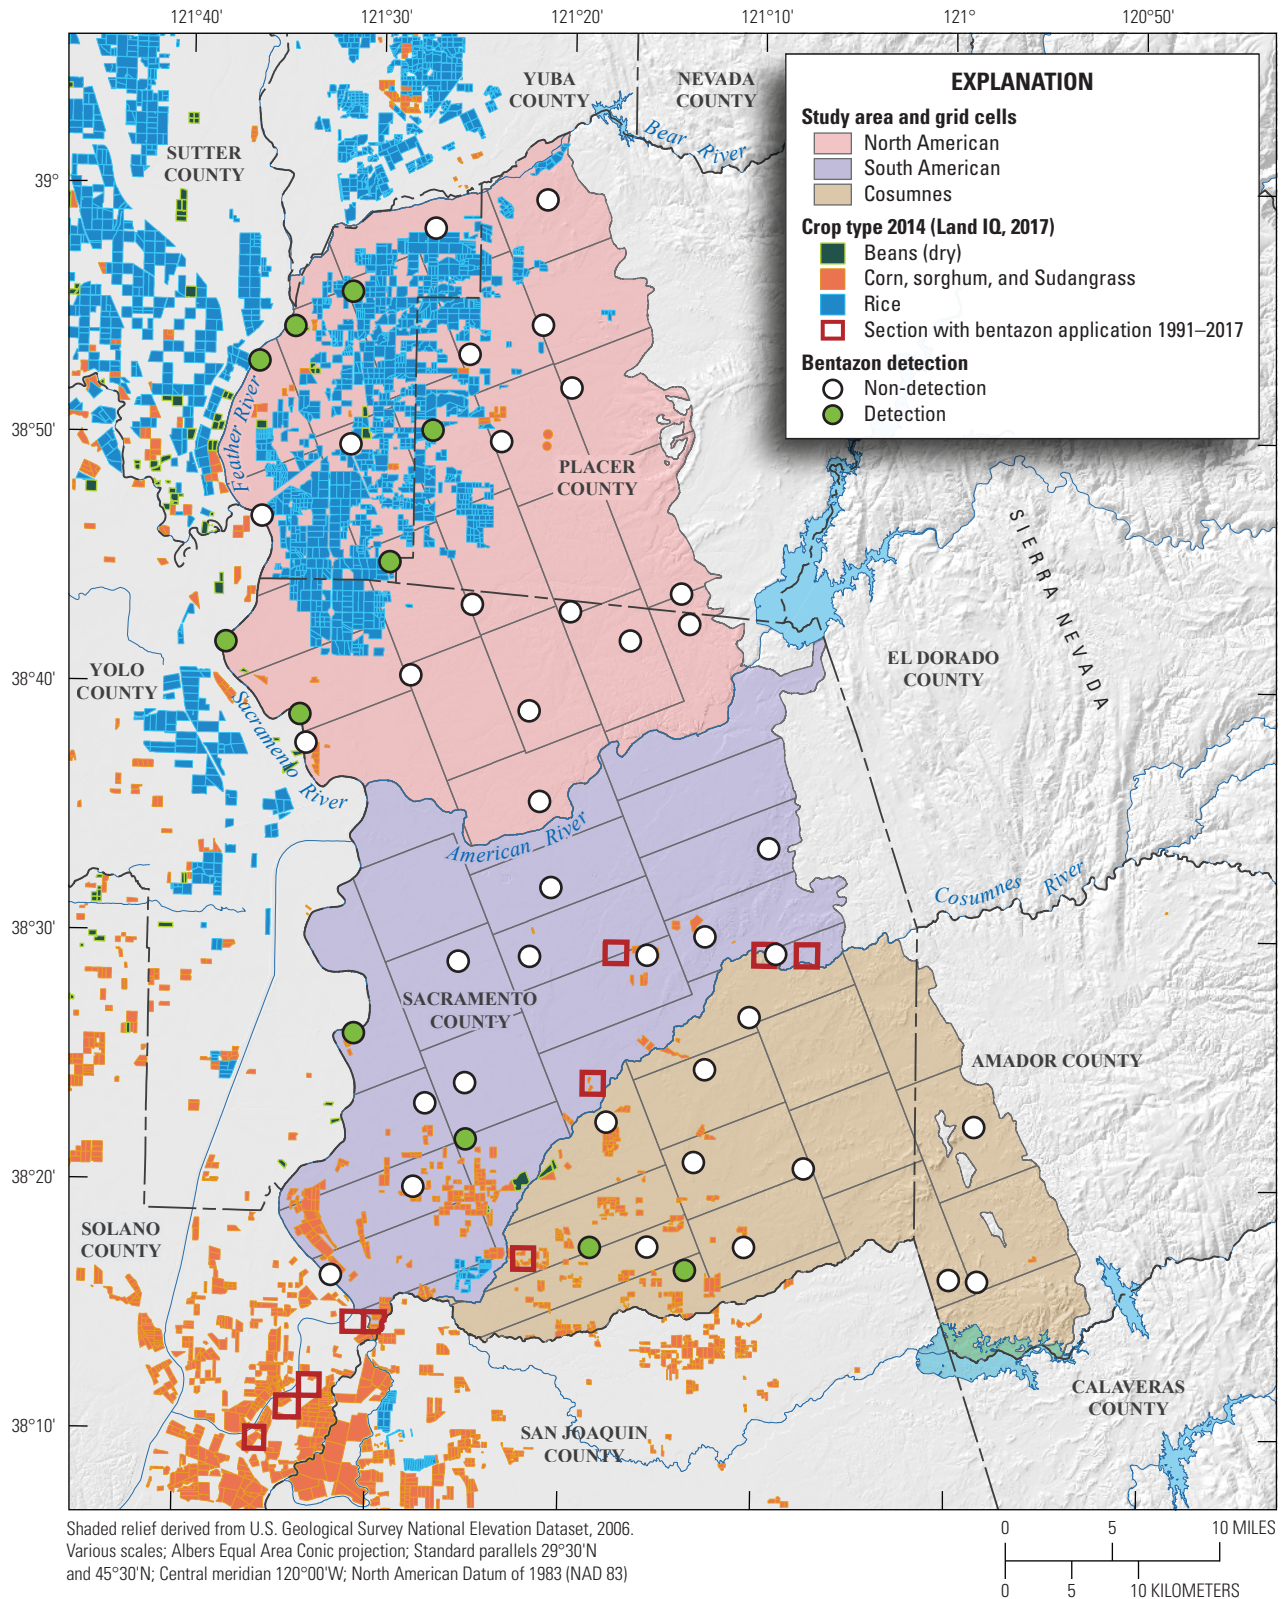 121°40'
121°30'
121°20'
121°10'
121°
120°50'
39°
38°50'
38°40'
38°30'
38°20'
38°10'
EXPLANATION
Study area and grid cells
North American
South American
Cosumnes
Crop type 2014 (Land IQ, 2017)
Beans (dry)
Corn, sorghum, and Sudangrass
Rice
Section with bentazon application 1991–2017
Bentazon detection
Non-detection
Detection
YUBA
COUNTY
NEVADA
COUNTY
Bear River
SUTTER
COUNTY
Feather River
PLACER
COUNTY
SIERRA NEVADA
YOLO
COUNTY
EL DORADO
COUNTY
Sacramento River
American River
Cosumnes River
SACRAMENTO
COUNTY
AMADOR COUNTY
SOLANO
COUNTY
SAN JOAQUIN
COUNTY
CALAVERAS
COUNTY
Shaded relief derived from U.S. Geological Survey National Elevation Dataset, 2006.
Various scales; Albers Equal Area Conic projection; Standard parallels 29°30'N
and 45°30'N; Central meridian 120°00'W; North American Datum of 1983 (NAD 83)
0 5 10 MILES
0 5 10 KILOMETERS